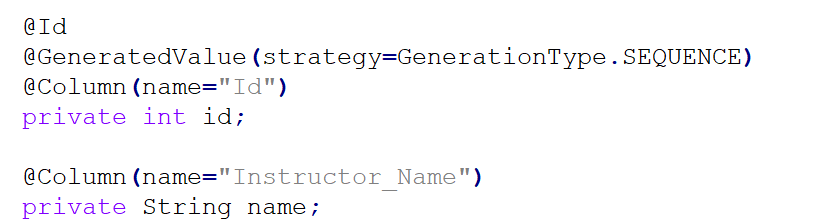 @Id
@GeneratedValue(strategy=GenerationType.SEQUENCE)
@Column(name="Id")
private int id;
@Column(name="Instructor_Name")
private String name;